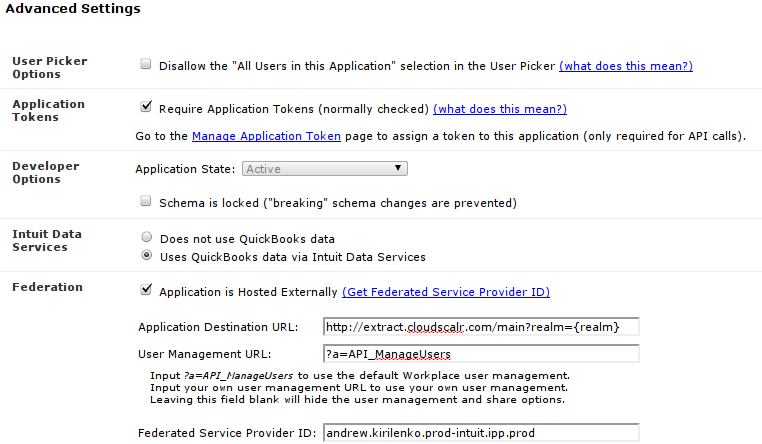 Advanced Settings
User Picker Options
Disallow the "All Users in this Application" selection in the User Picker (what does this mean?)
Application Tokens
Require Application Tokens (normally checked) (what does this mean?)
Go to the Manage Application Token page to assign a token to this application (only required for API calls).
Developer Options
Application State: Active
Schema is locked ("breaking" schema changes are prevented)
Intuit Data Services
Does not use QuickBooks data
Uses QuickBooks data via Intuit Data Services
Federation
Application is Hosted Externally (Get Federated Service Provider ID)
Application Destination URL: http://extract.cloudscalr.com/main?realm={realm}
User Management URL: ?a=API_ManageUsers
Input ?a=API_ManageUsers to use the default Workplace user management.
Input your own user management URL to use your own user management.
Leaving this field blank will hide the user management and share options.
Federated Service Provider ID: andrew.kirilenko.prod-intuit.ipp.prod